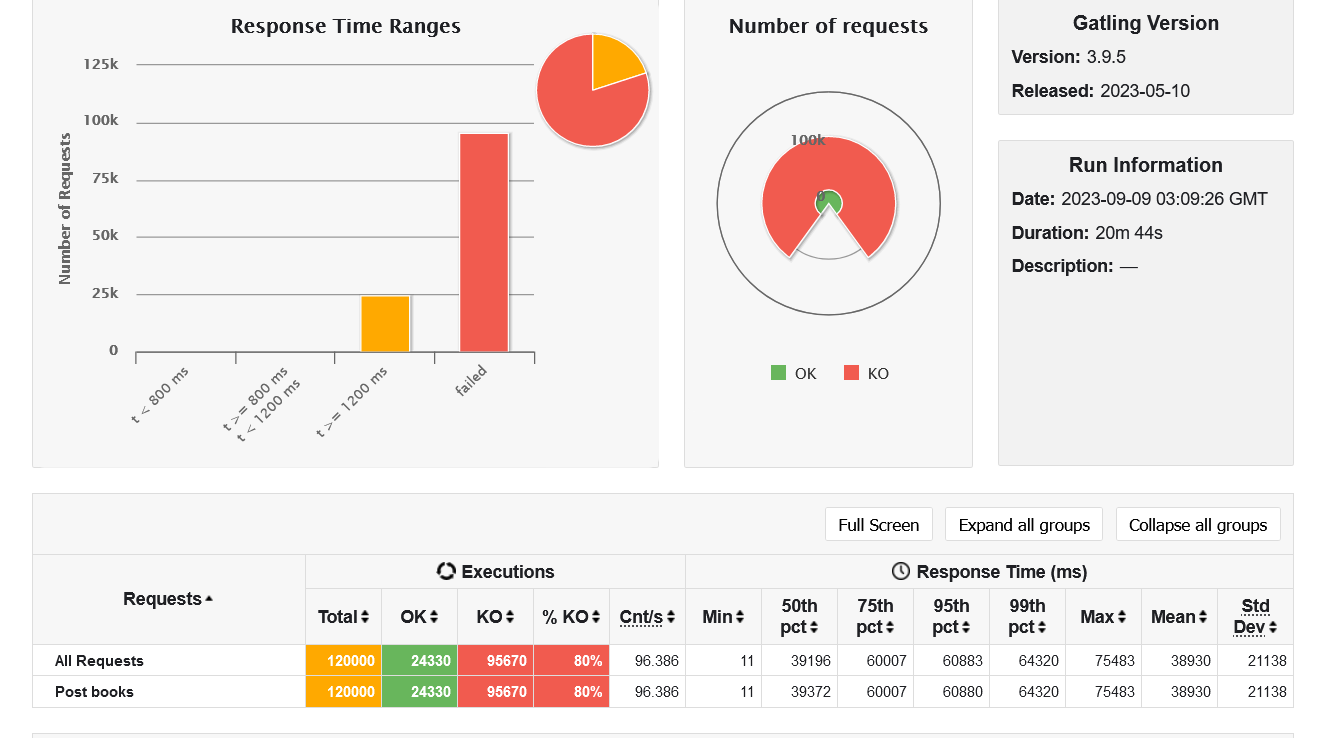 Response Time Ranges
Number of Requests
125k
100k
75k
50k
25k
0
t < 800 ms
t >= 800 ms
t < 1200 ms
t >= 1200 ms
failed
Number of requests
100k
0
OK
KO
Gatling Version
Version: 3.9.5
Released: 2023-05-10
Run Information
Date: 2023-09-09 03:09:26 GMT
Duration: 20m 44s
Description: —
Full Screen Expand all groups Collapse all groups
Requests Executions Response Time (ms)
Total OK KO % KO Cnt/s Min 50th pct 75th pct 95th pct 99th pct Max Mean Std Dev
All Requests 120000 24330 95670 80% 96.386 11 39196 60007 60883 64320 75483 38930 21138
Post books 120000 24330 95670 80% 96.386 11 39372 60007 60880 64320 75483 38930 21138